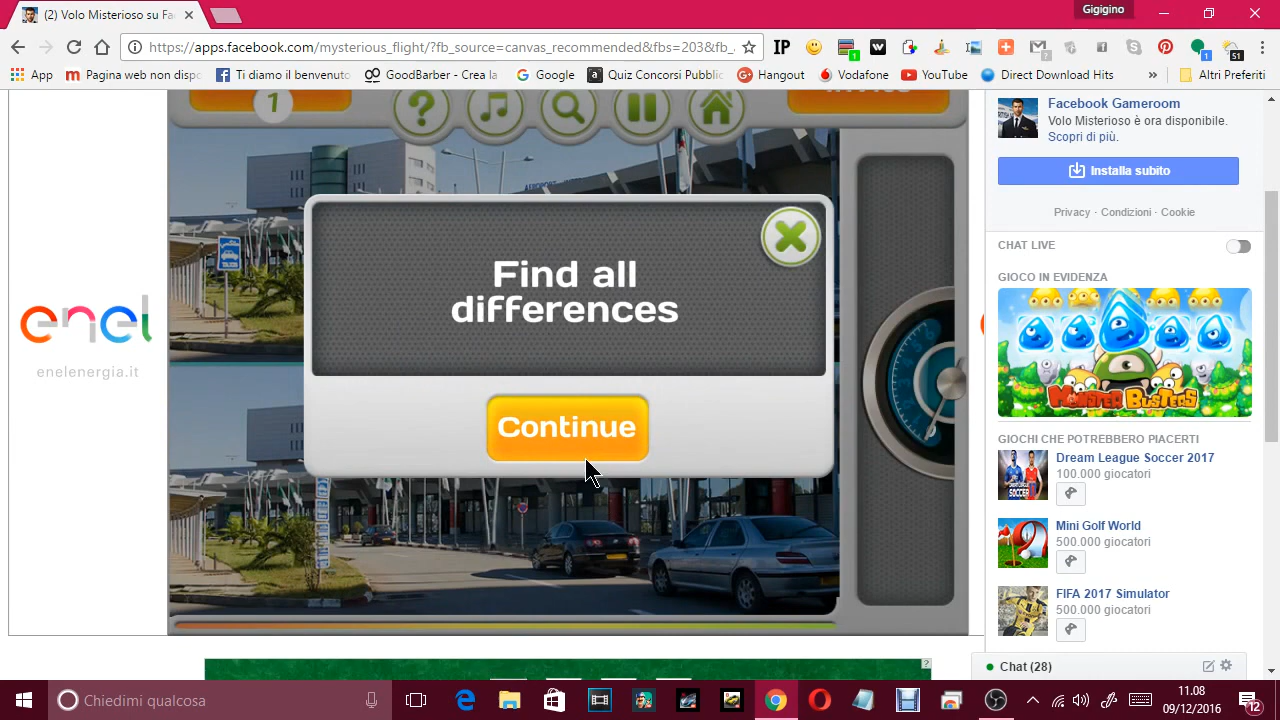 Gigigino
(2) Volo Misterioso su Fa
https://apps.facebook.com/mysterious_flight/?fb_source=canvas_recommended&fbs=203&fb_
IP
1
?
51
App
Pagina web non dispo
Ti diamo il benvenuto
GoodBarber - Crea la
Google
Quiz Concorsi Pubblic
Hangout
Vodafone
YouTube
Direct Download Hits
»
Altri Preferiti
1
?
Find all
differences
Continue
enel
enelenergia.it
Facebook Gameroom
Volo Misterioso è ora disponibile.
Scopri di più.
Installa subito
Privacy · Condizioni · Cookie
CHAT LIVE
GIOCO IN EVIDENZA
MONSTER BUSTERS
GIOCHI CHE POTREBBERO PIACERTI
Dream League Soccer 2017
100.000 giocatori
Mini Golf World
500.000 giocatori
FIFA 2017 Simulator
500.000 giocatori
Chat (28)
Chiedimi qualcosa
11.08
09/12/2016
12